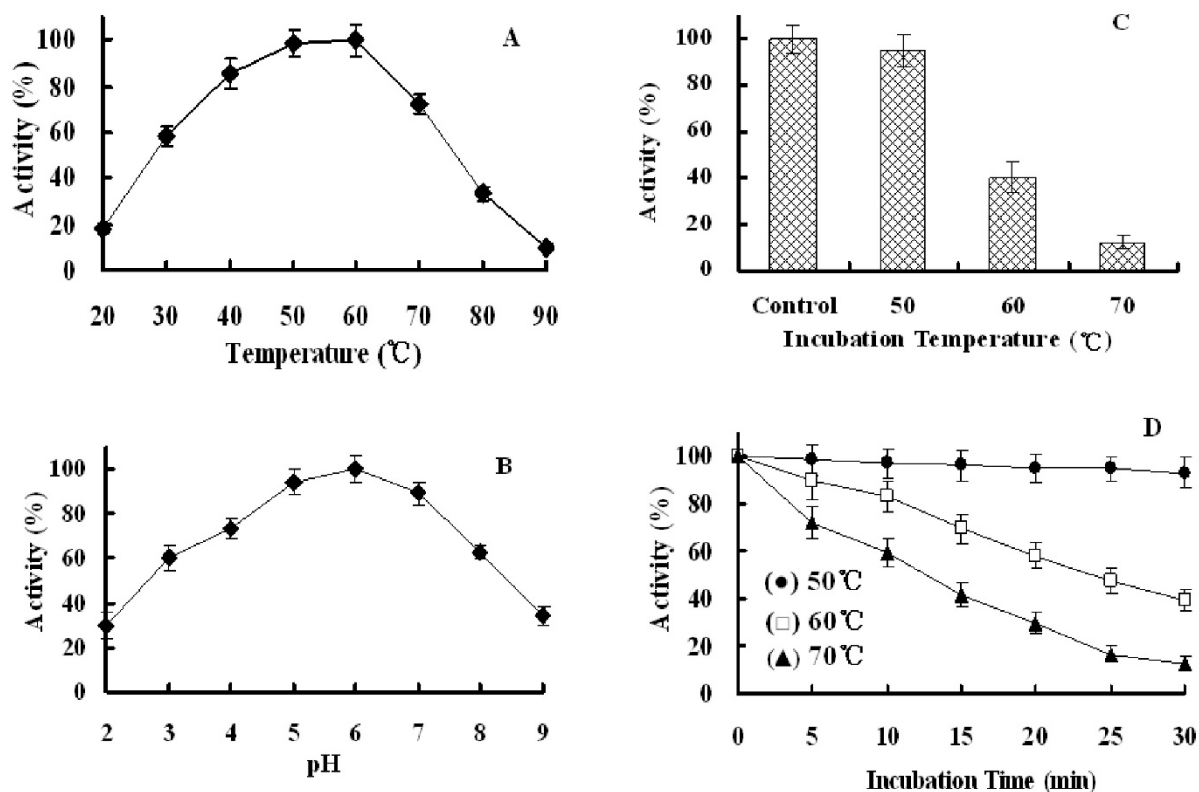 A
Activity (%)
100
80
60
40
20
0
20 30 40 50 60 70 80 90
Temperature (℃)
C
Activity (%)
100
80
60
40
20
0
Control 50 60 70
Incubation Temperature (℃)
B
Activity (%)
100
80
60
40
20
0
2 3 4 5 6 7 8 9
pH
D
Activity (%)
100
80
60
40
20
0
(●) 50℃
(□) 60℃
(▲) 70℃
0 5 10 15 20 25 30
Incubation Time (min)